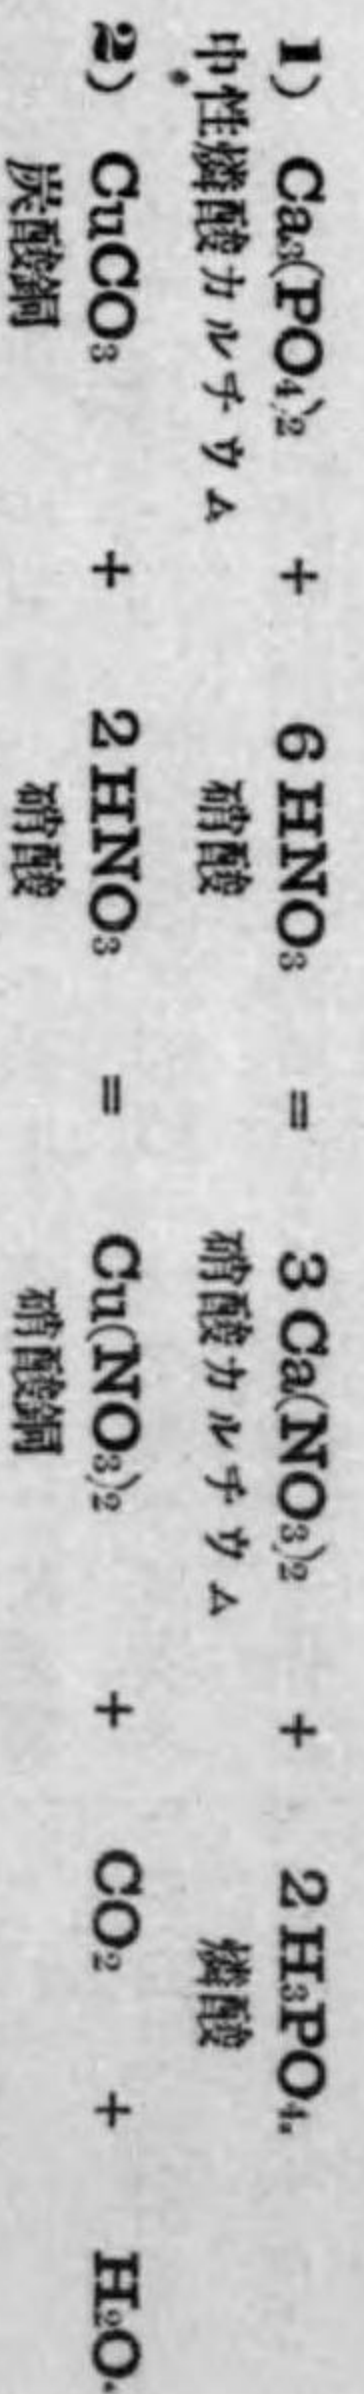 1) Ca₃(PO₄)₂ + 6 HNO₃ = 3 Ca(NO₃)₂ + 2 H₃PO₄.
中性燐酸カルチウム 硝酸 硝酸カルチウム 燐酸
2) CuCO₃ + 2 HNO₃ = Cu(NO₃)₂ + CO₂ + H₂O.
炭酸銅 硝酸 硝酸銅